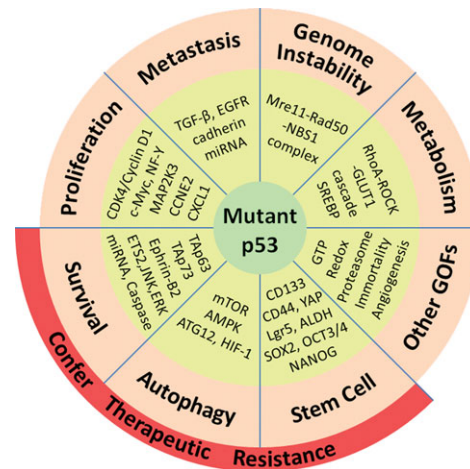 Mutant
p53
Metastasis
TGF-β, EGFR
cadherin
miRNA
Genome
Instability
Mre11-Rad50
-NBS1
complex
Metabolism
RhoA-ROCK
-GLUT1
cascade
SREBP
Other GOFs
GTP
Redox
Proteasome
Immortality
Angiogenesis
Stem Cell
CD133
CD44, YAP
Lgr5, ALDH
SOX2, OCT3/4
NANOG
Autophagy
mTOR
AMPK
ATG12, HIF-1
Survival
TAp63
TAp73
Ephrin-B2
ETS2,JNK,ERK
miRNA, Caspase
Proliferation
CDK4/Cyclin D1
c-Myc, NF-Y
MAP2K3
CCNE2
CXCL1
Confer Therapeutic Resistance